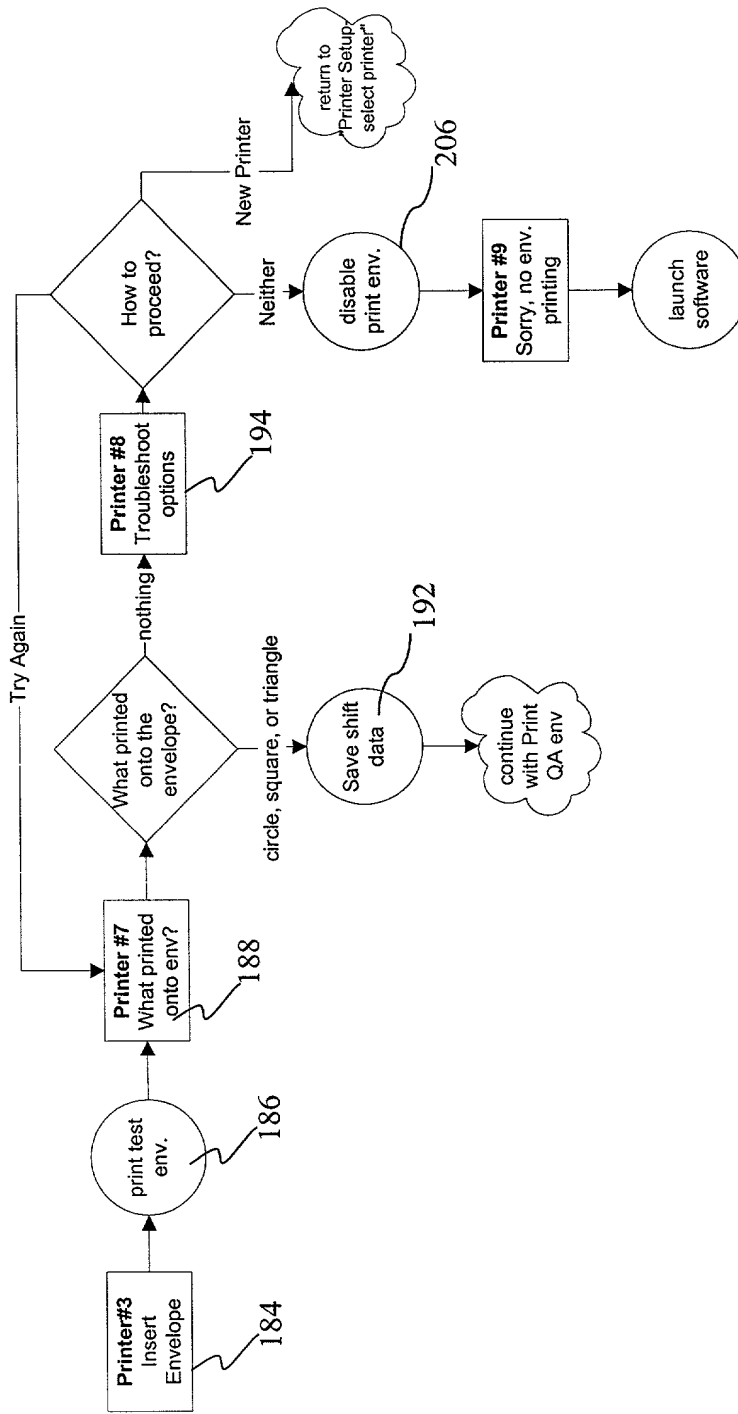 Printer#3
Insert
Envelope
184
print test
env.
186
Printer #7
What printed
onto env?
188
Try Again
What printed
onto the
envelope?
nothing
circle, square, or triangle
Save shift
data
192
continue
with Print
QA env
Printer #8
Troubleshoot
options
194
How to
proceed?
New Printer
return to
"Printer Setup-
select printer"
Neither
disable
print env.
206
Printer #9
Sorry, no env.
printing
launch
software